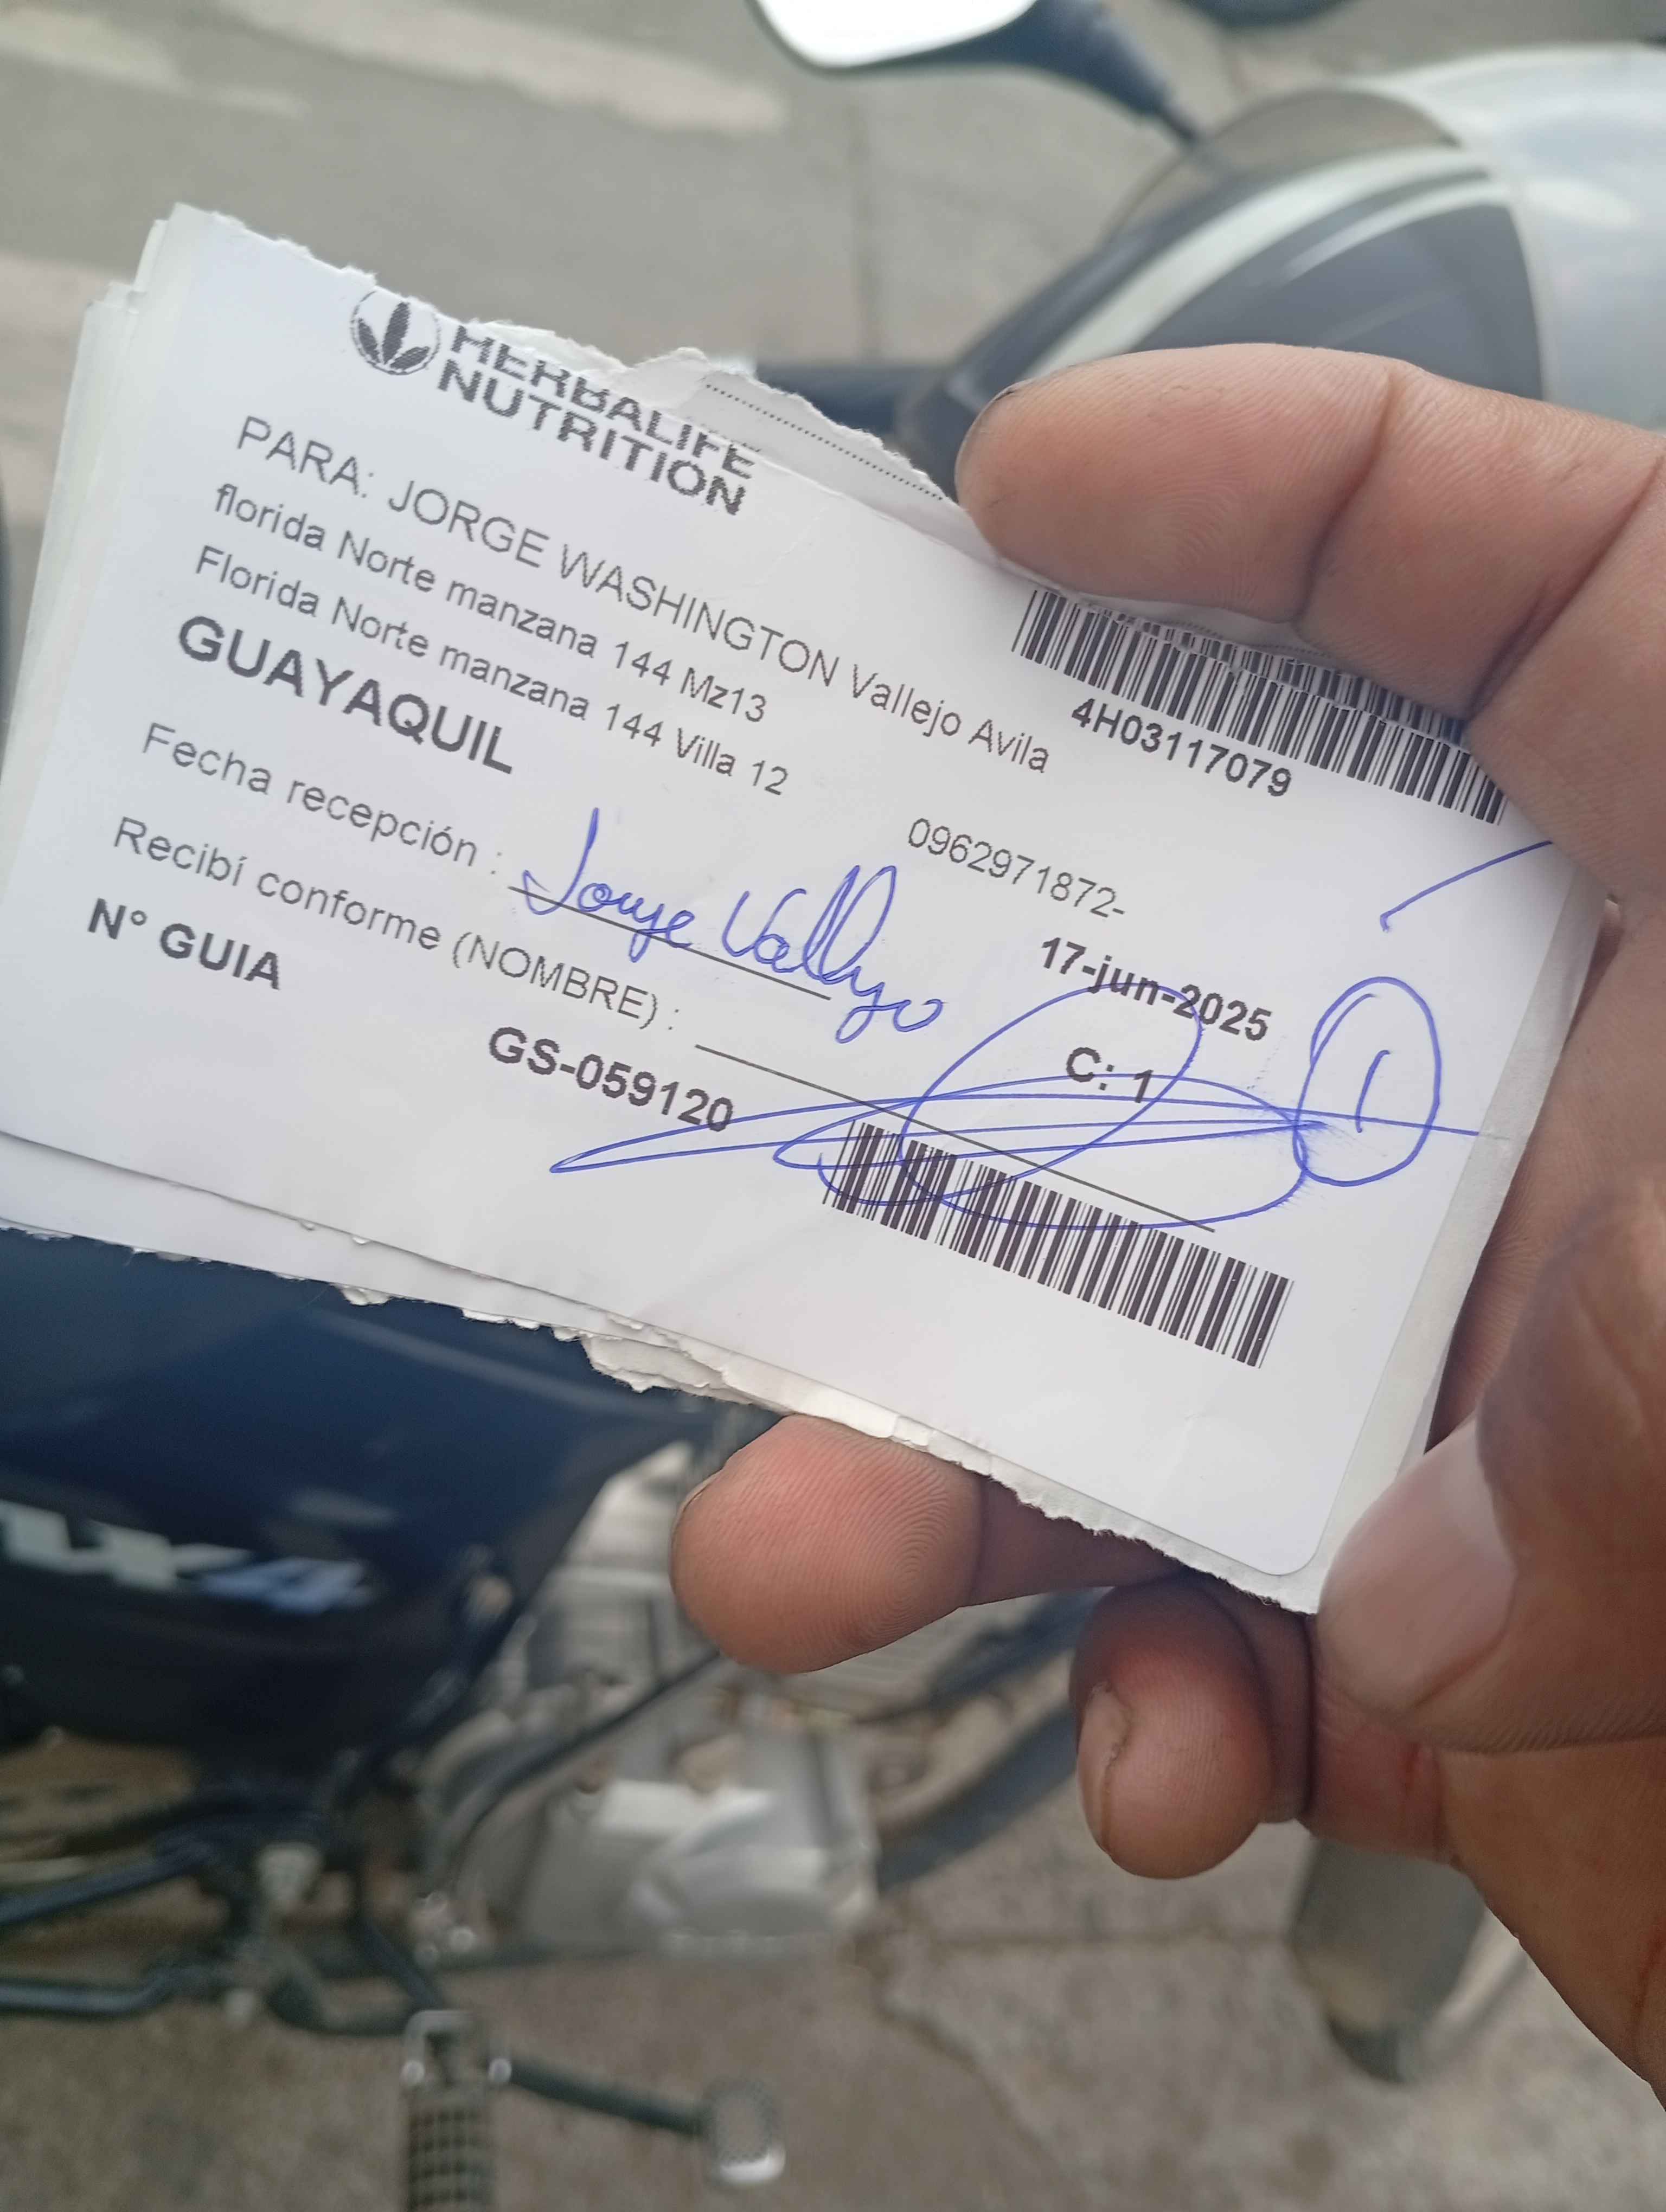 HERBALIFE
NUTRITION
4H03117079
PARA: JORGE WASHINGTON Vallejo Avila
florida Norte manzana 144 Mz13
Florida Norte manzana 144 Villa 12
GUAYAQUIL
0962971872-
Fecha recepción : Jorge Vallejo
17-jun-2025
Recibí conforme (NOMBRE) :
C: 1
1
N° GUIA
GS-059120